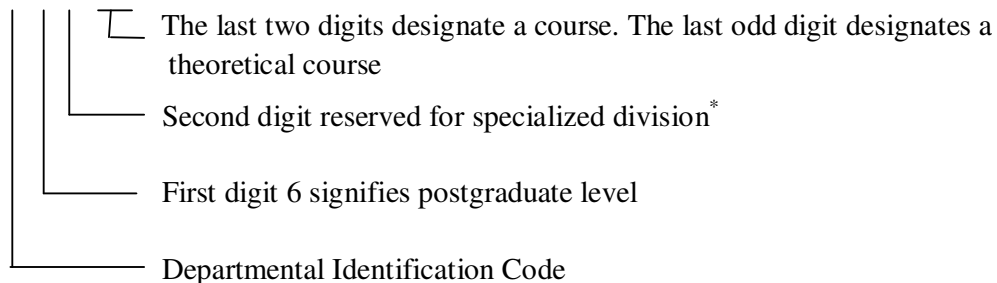 The last two digits designate a course. The last odd digit designates a
theoretical course
Second digit reserved for specialized division*
First digit 6 signifies postgraduate level
Departmental Identification Code